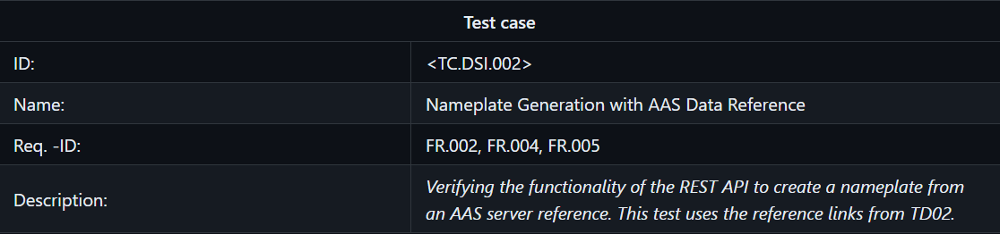 Test case
ID:
<TC.DSI.002>
Name:
Nameplate Generation with AAS Data Reference
Req. -ID:
FR.002, FR.004, FR.005
Description:
Verifying the functionality of the REST API to create a nameplate from
an AAS server reference. This test uses the reference links from TD02.